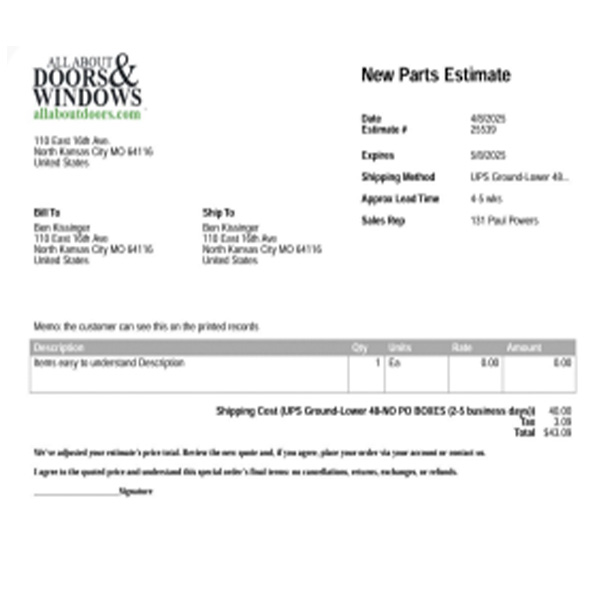 ALL ABOUT
DOORS &
WINDOWS
allaboutdoors.com
110 East 16th Ave.
North Kansas City MO 64116
United States
New Parts Estimate
Date 4/8/2025
Estimate # 25539
Expires 5/8/2025
Shipping Method UPS Ground-Lower 48...
Approx Lead Time 4-5 wks
Sales Rep 131 Paul Powers
Bill To
Ben Kissinger
110 East 16th Ave
North Kansas City MO 64116
United States
Ship To
Ben Kissinger
110 East 16th Ave
North Kansas City MO 64116
United States
Memo: the customer can see this on the printed records
Description Qty Units Rate Amount
Items easy to understand Description 1 Ea 0.00 0.00
Shipping Cost (UPS Ground-Lower 48-NO PO BOXES (2-5 business days)) 40.00
Tax 3.09
Total $43.09
We've adjusted your estimate's price total. Review the new quote and, if you agree, place your order via your account or contact us.
I agree to the quoted price and understand this special order's final terms: no cancellations, returns, exchanges, or refunds.
____________________Signature